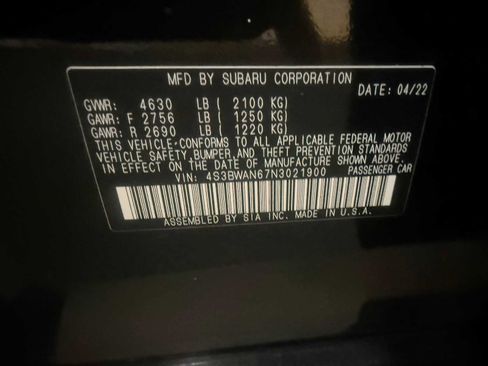 MFD BY SUBARU CORPORATION
DATE: 04/22
GVWR: 4630 LB ( 2100 KG)
GAWR: F 2756 LB ( 1250 KG)
GAWR: R 2690 LB ( 1220 KG)
THIS VEHICLE CONFORMS TO ALL APPLICABLE FEDERAL MOTOR
VEHICLE SAFETY, BUMPER, AND THEFT PREVENTION STANDARDS
IN EFFECT ON THE DATE OF MANUFACTURE SHOWN ABOVE.
VIN: 4S3BWAN67N3021900 PASSENGER CAR
ASSEMBLED BY SIA INC. MADE IN U.S.A.